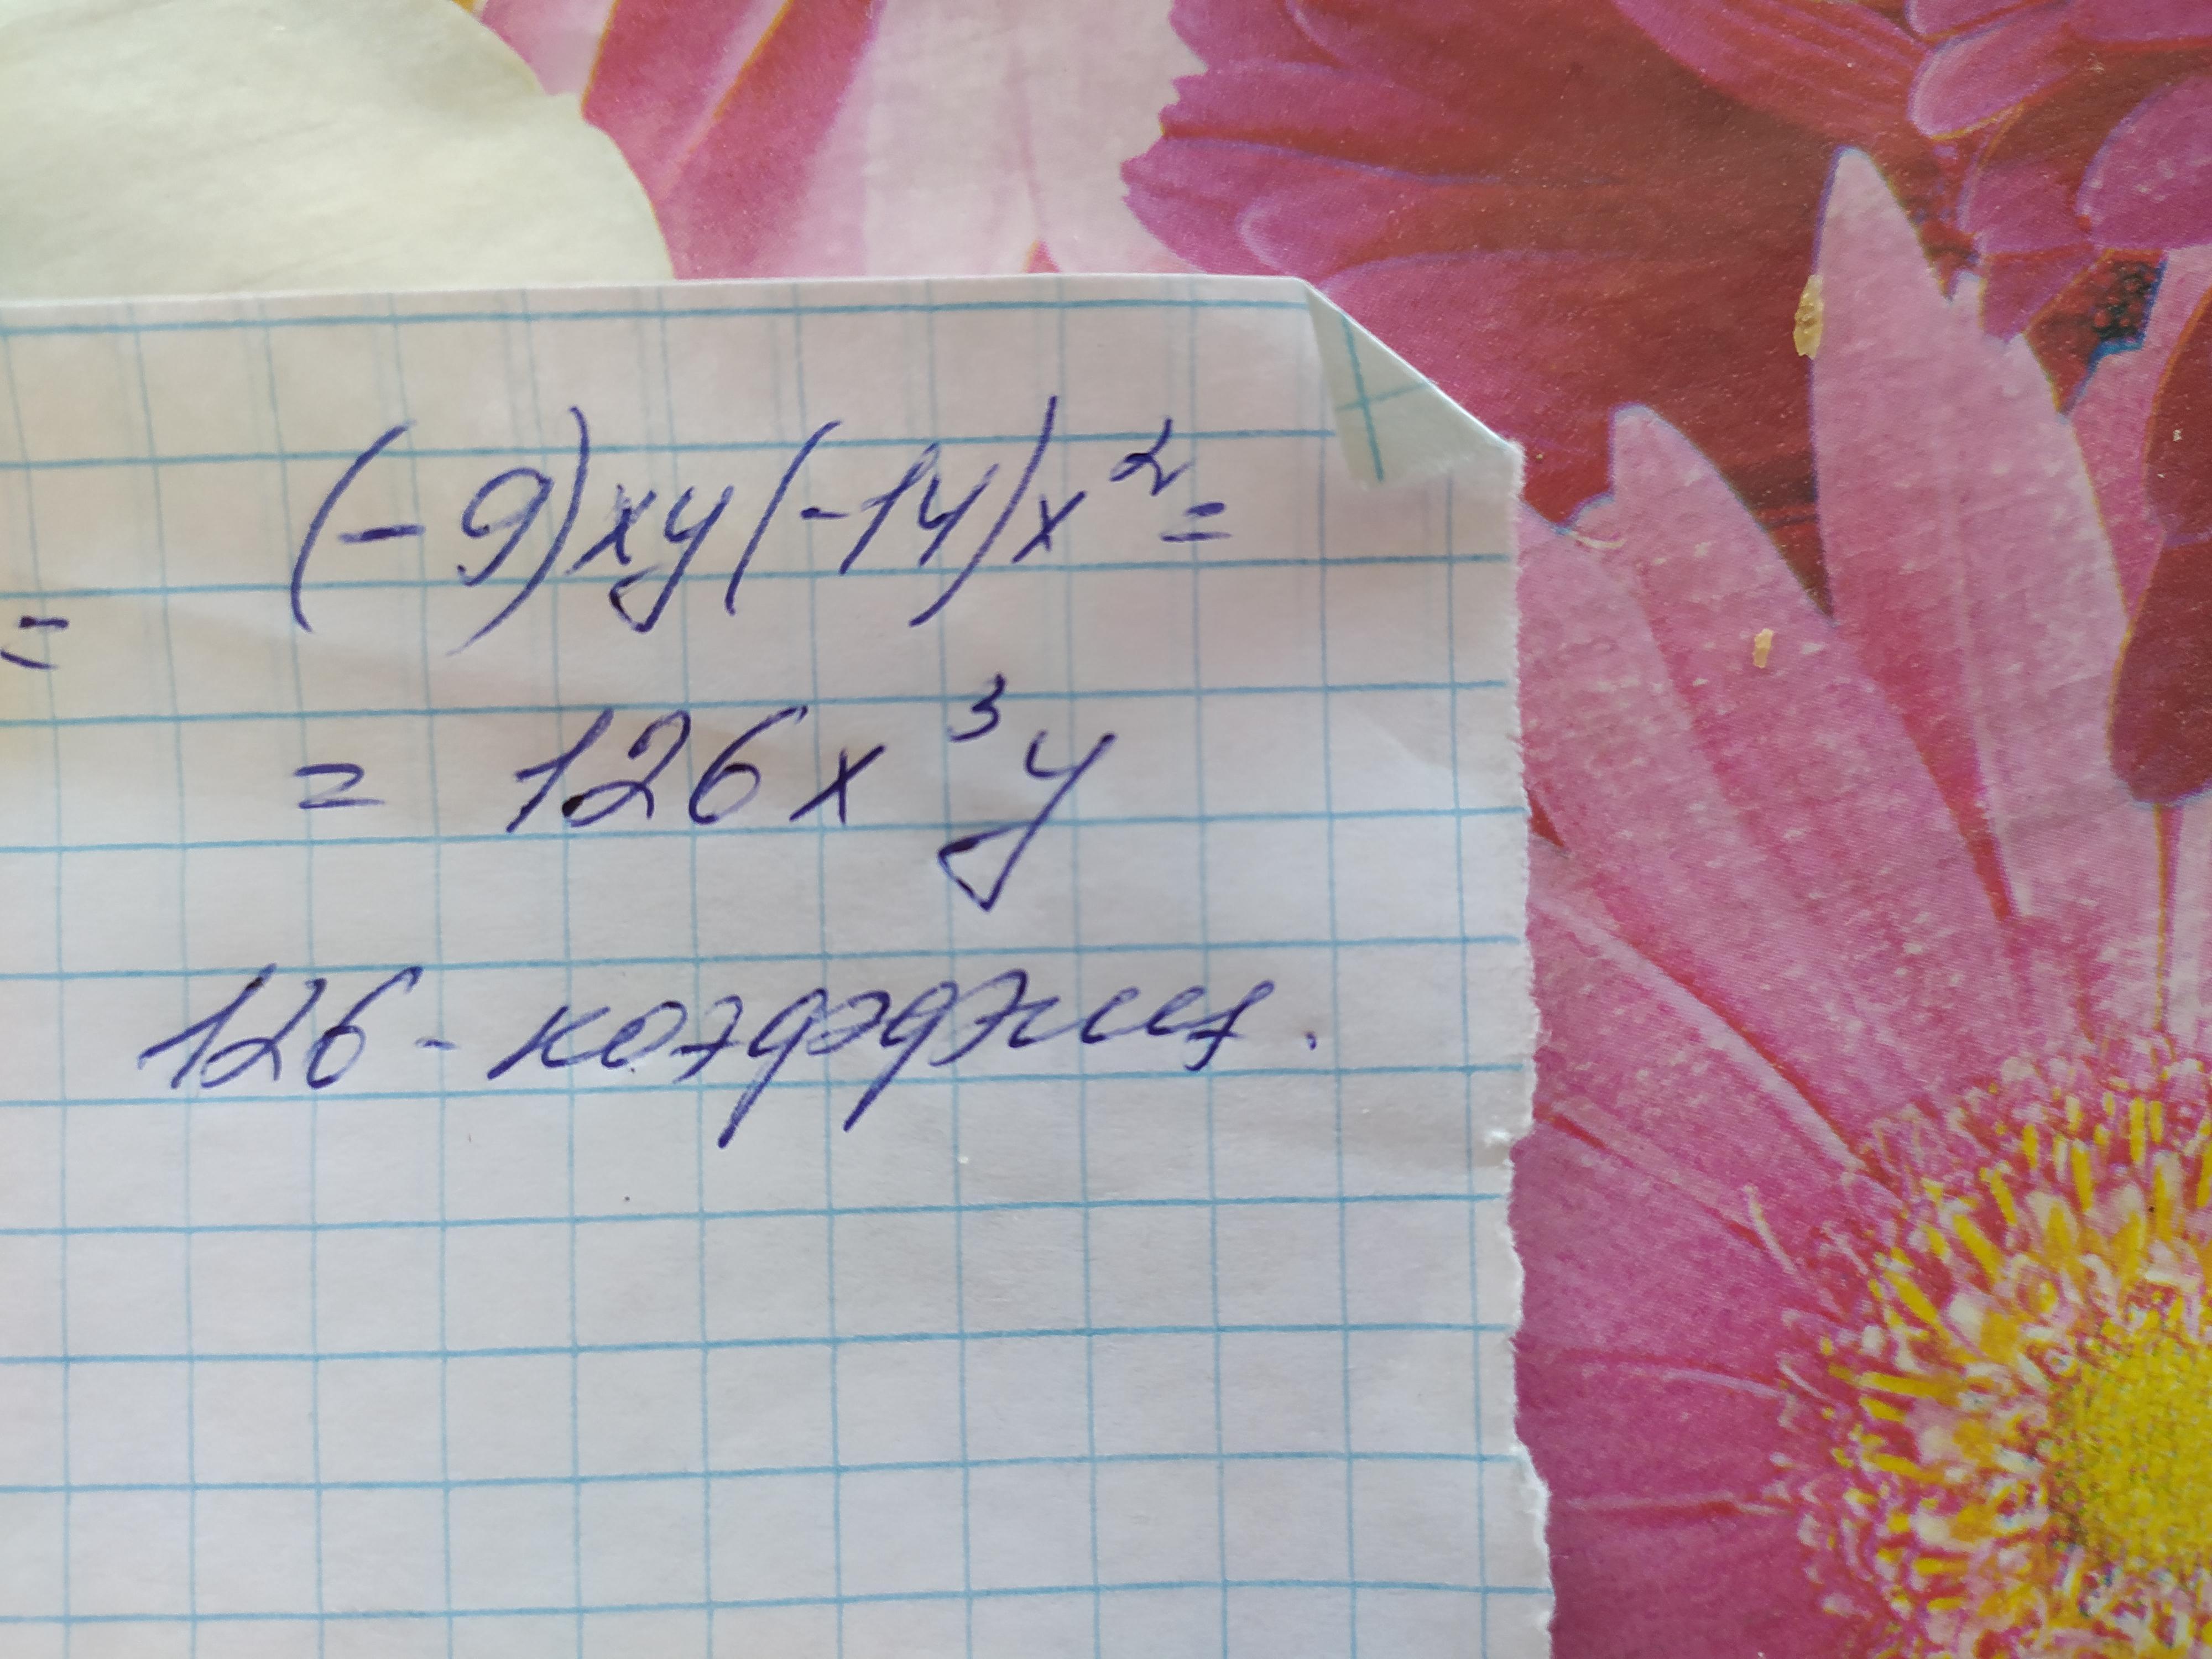 (-9)xy(-14)x²=
=
= 126x³y
126 - коэффициент.